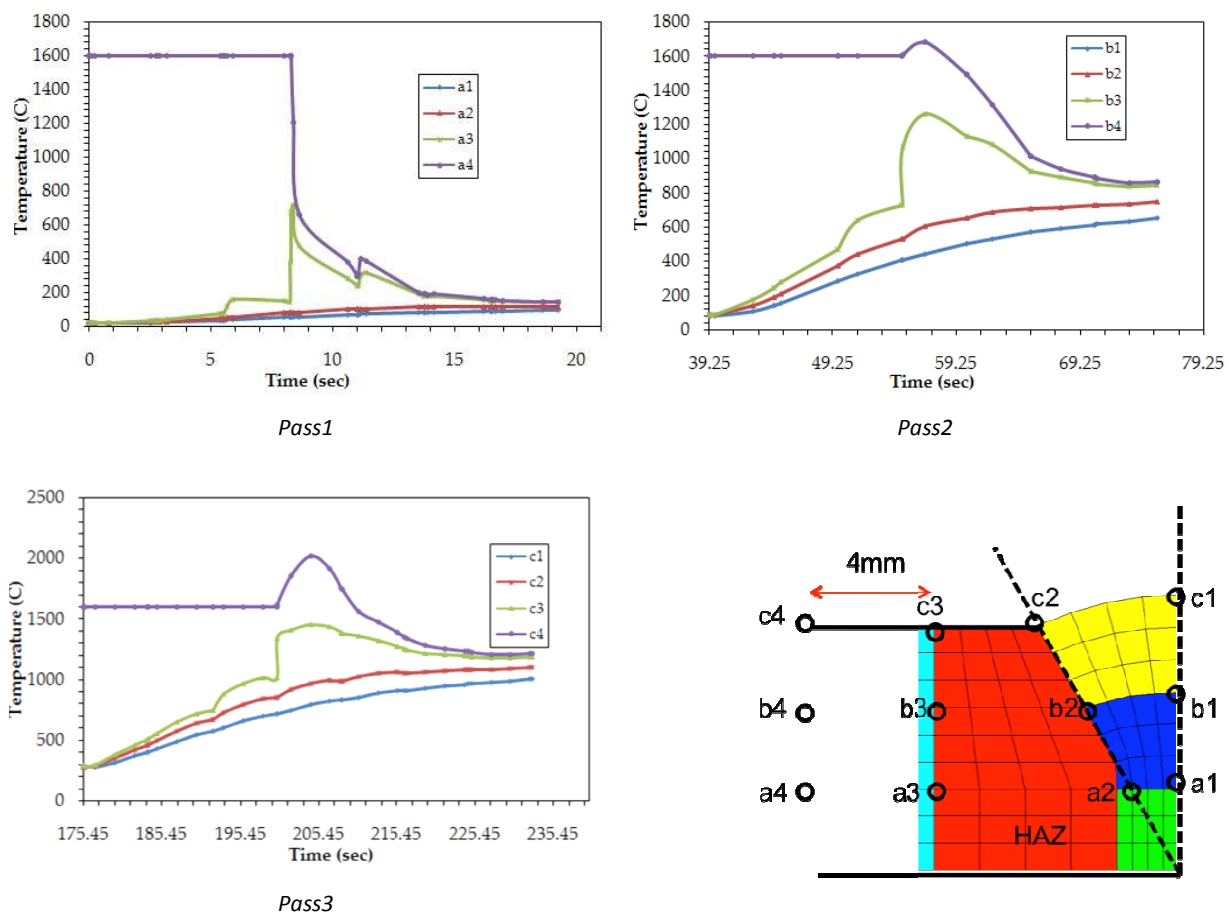 1800
1600
1400
1200
1000
800
600
400
200
0
Temperature (C)
a1
a2
a3
a4
0 5 10 15 20
Time (sec)
Pass1
1800
1600
1400
1200
1000
800
600
400
200
0
Temperature (C)
b1
b2
b3
b4
39.25 49.25 59.25 69.25 79.25
Time (sec)
Pass2
2500
2000
1500
1000
500
0
Temperature (C)
c1
c2
c3
c4
175.45 185.45 195.45 205.45 215.45 225.45 235.45
Time (sec)
Pass3
4mm
c4 c3 c2 c1
b4 b3 b2 b1
a4 a3 a2 a1
HAZ